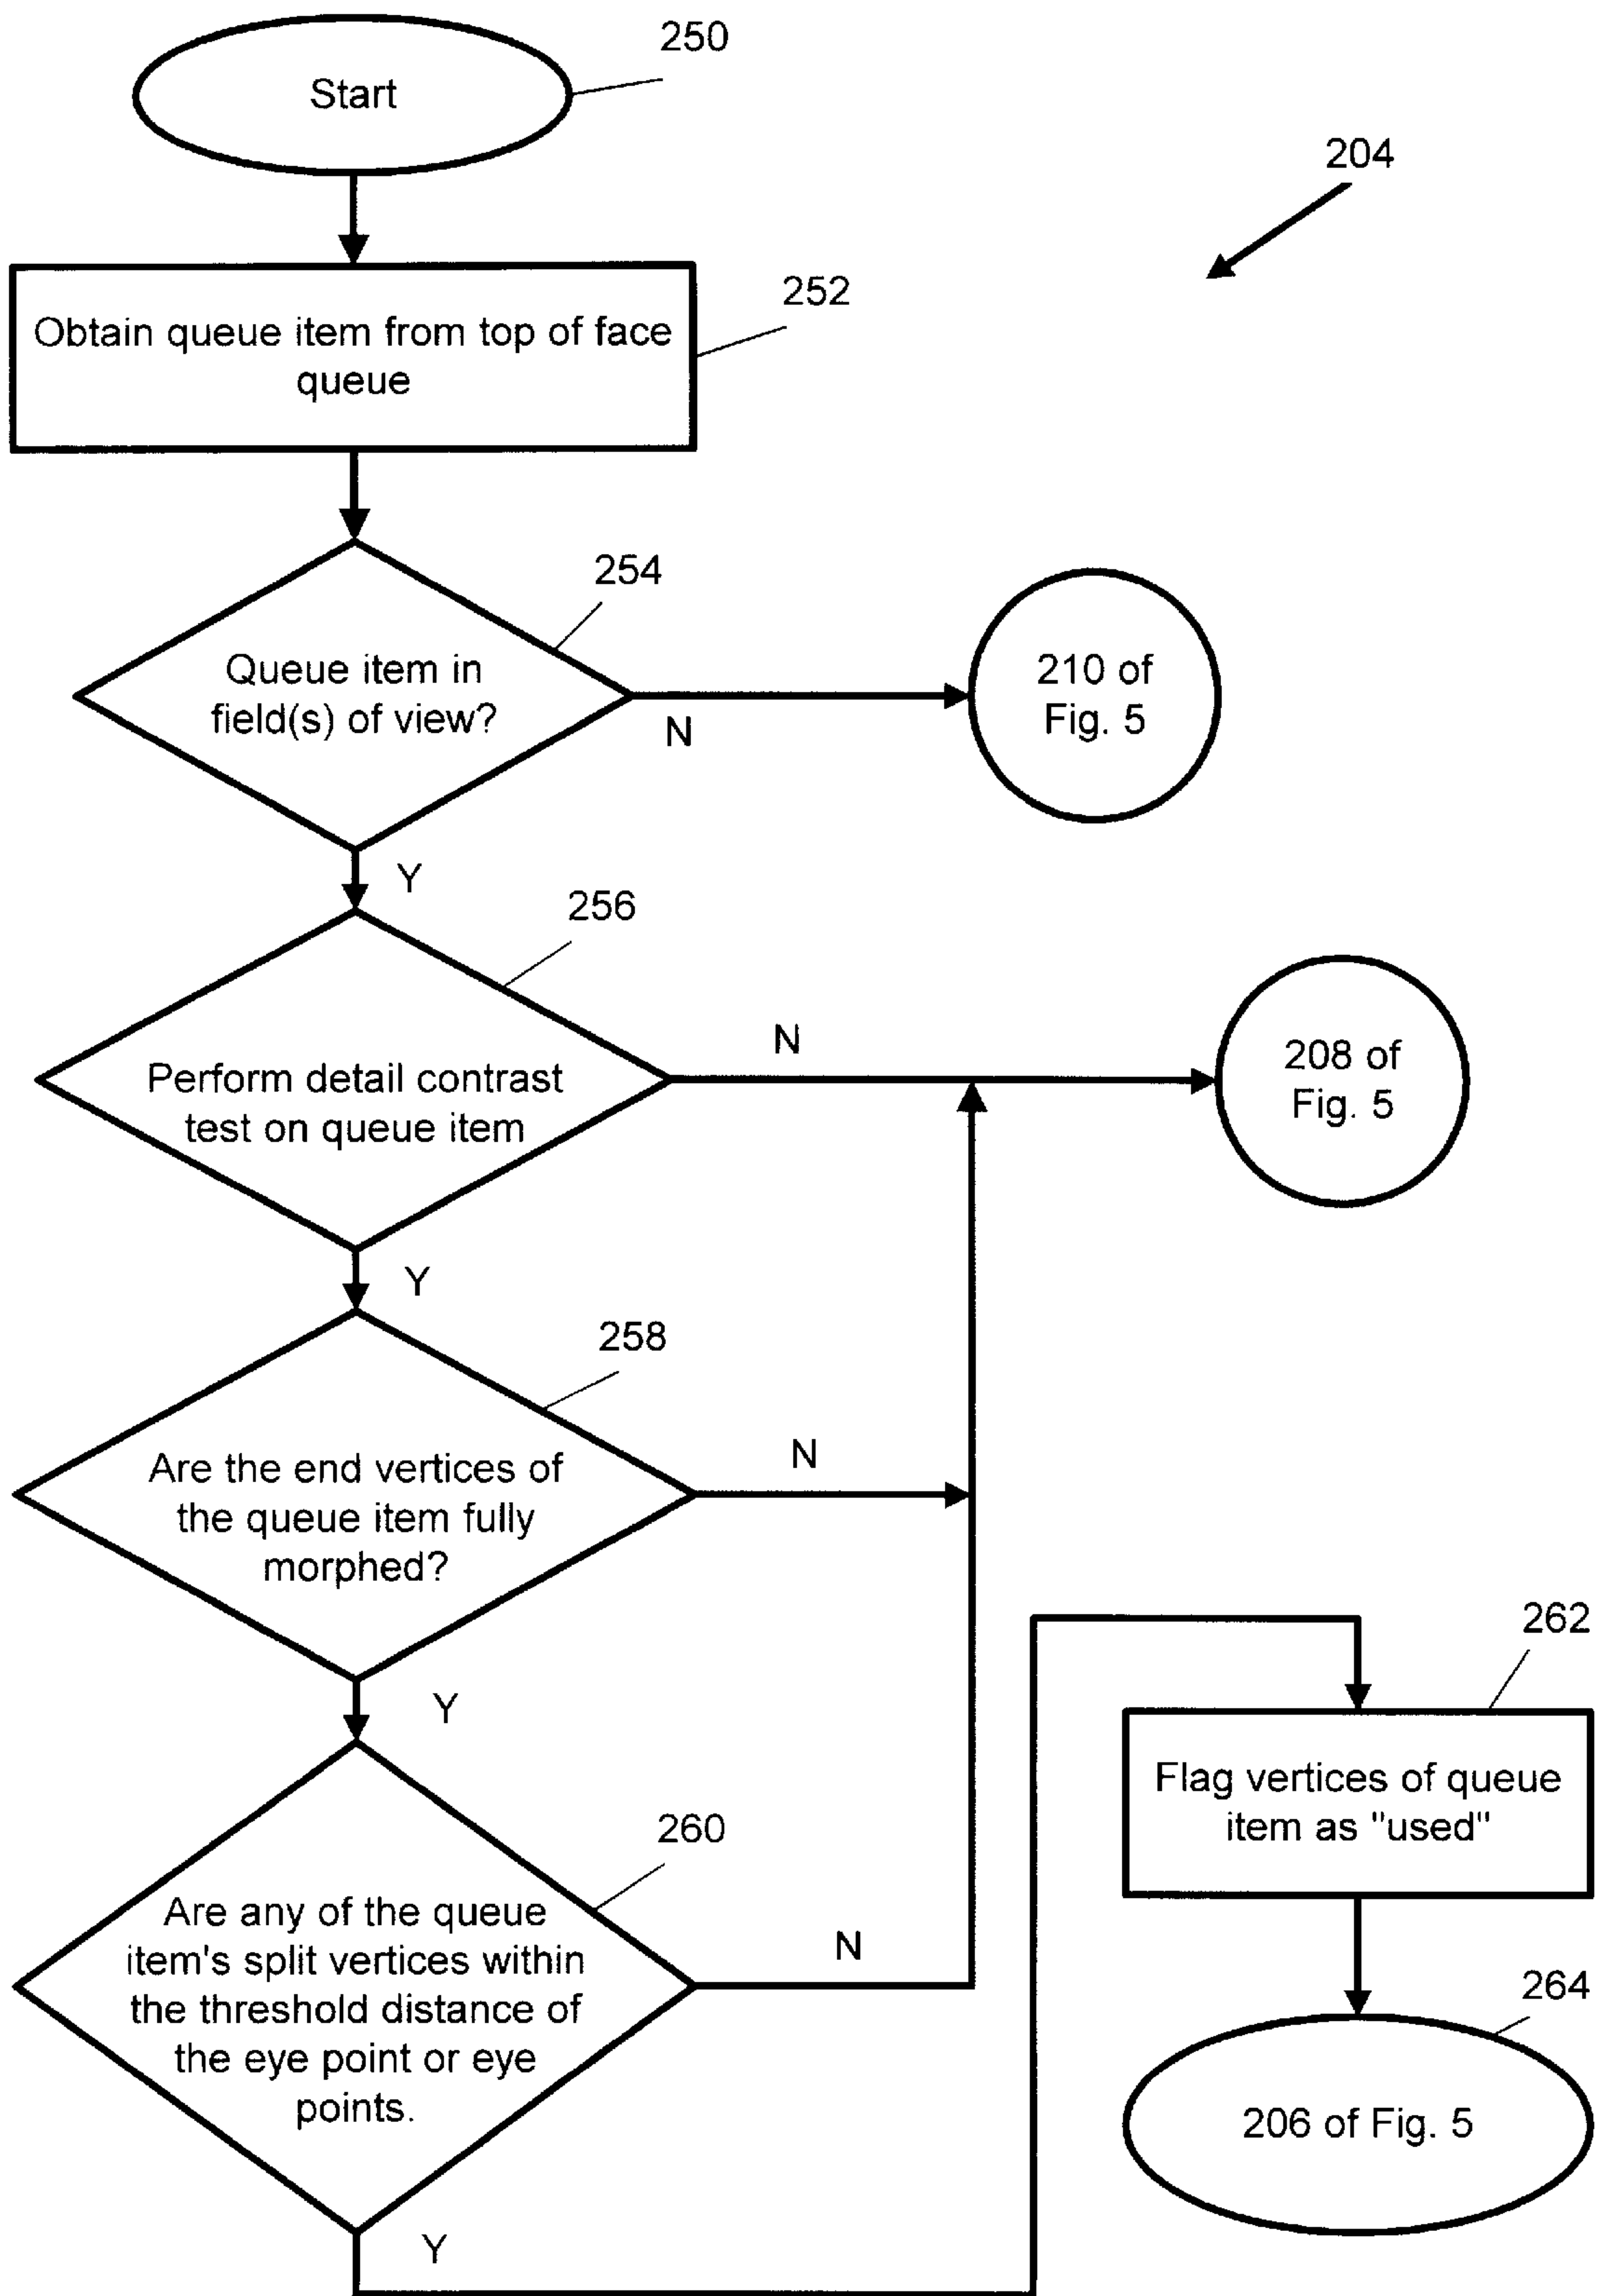 250
Start
204
252
Obtain queue item from top of face
queue
254
Queue item in
field(s) of view?
N
210 of
Fig. 5
Y
256
Perform detail contrast
test on queue item
N
208 of
Fig. 5
Y
258
Are the end vertices of
the queue item fully
morphed?
N
Y
262
Flag vertices of queue
item as "used"
260
Are any of the queue
item's split vertices within
the threshold distance of
the eye point or eye
points.
N
264
206 of Fig. 5
Y